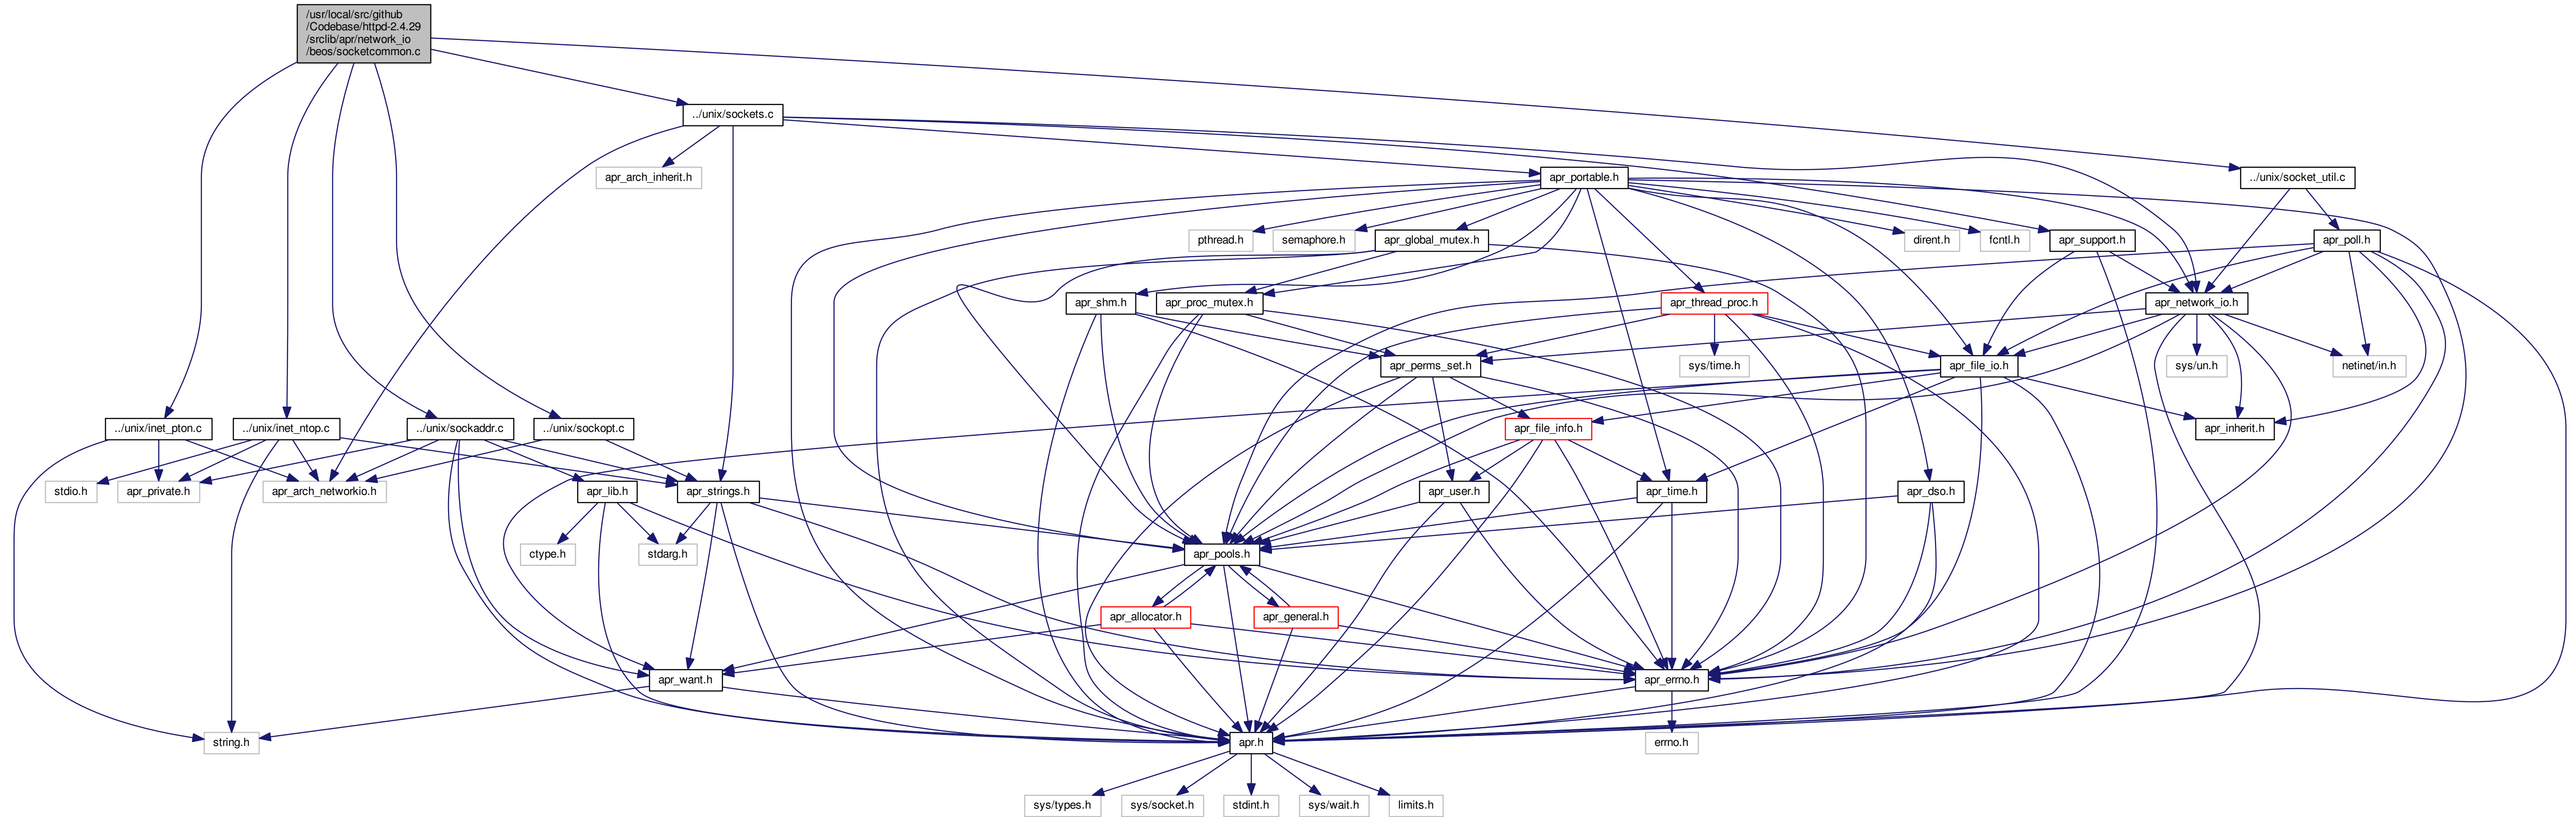 /usr/local/src/github
/Codebase/httpd-2.4.29
/srclib/apr/network_io
/beos/socketcommon.c
../unix/sockets.c
apr_arch_inherit.h
apr_portable.h
../unix/socket_util.c
pthread.h
semaphore.h
apr_global_mutex.h
dirent.h
fcntl.h
apr_support.h
apr_poll.h
apr_shm.h
apr_proc_mutex.h
apr_thread_proc.h
apr_network_io.h
apr_perms_set.h
sys/time.h
apr_file_io.h
sys/un.h
netinet/in.h
../unix/inet_pton.c
../unix/inet_ntop.c
../unix/sockaddr.c
../unix/sockopt.c
apr_file_info.h
apr_inherit.h
stdio.h
apr_private.h
apr_arch_networkio.h
apr_lib.h
apr_strings.h
apr_user.h
apr_time.h
apr_dso.h
ctype.h
stdarg.h
apr_pools.h
apr_allocator.h
apr_general.h
apr_want.h
apr_errno.h
string.h
apr.h
errno.h
sys/types.h
sys/socket.h
stdint.h
sys/wait.h
limits.h